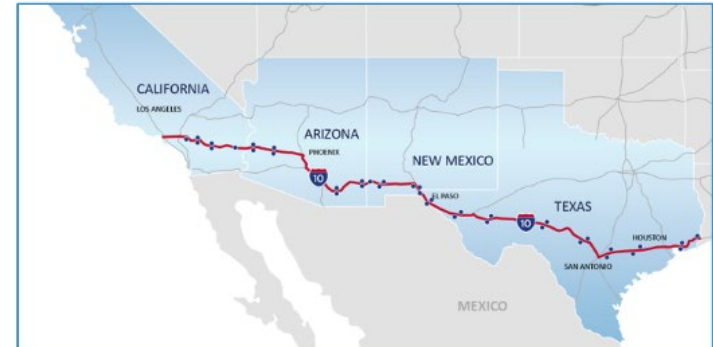 CALIFORNIA
LOS ANGELES
ARIZONA
PHOENIX
10
NEW MEXICO
EL PASO
TEXAS
10
HOUSTON
SAN ANTONIO
MEXICO